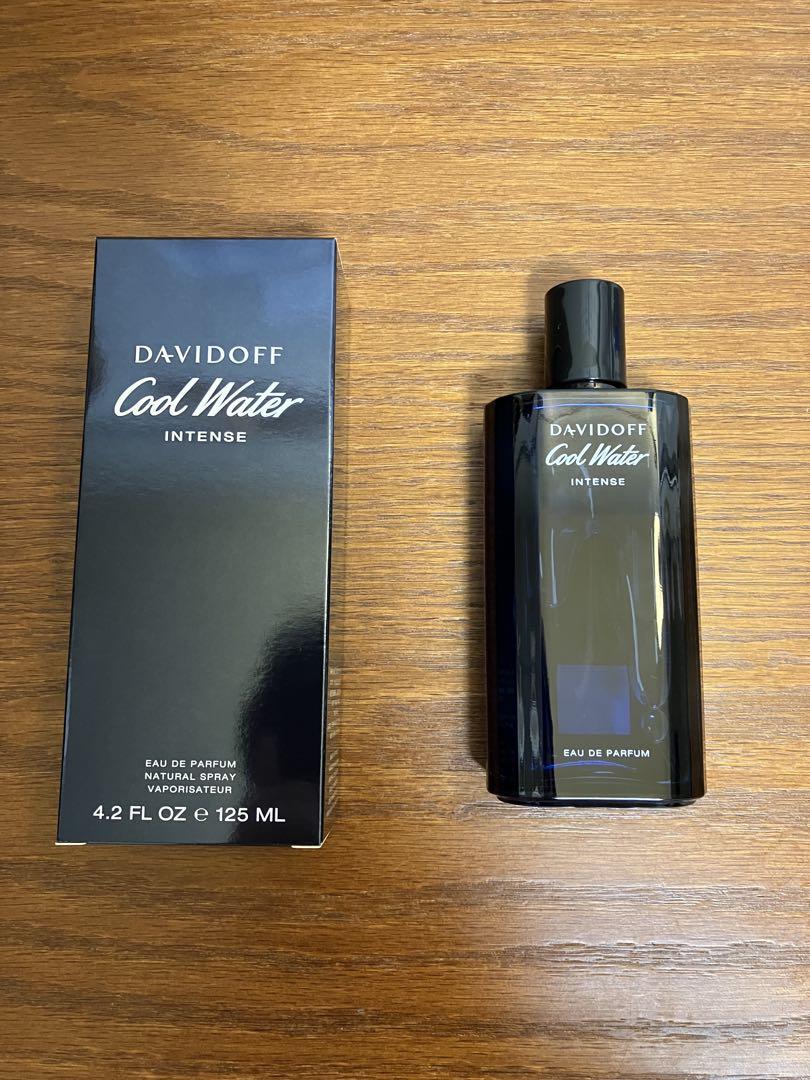 DAVIDOFF
Cool Water
INTENSE
EAU DE PARFUM
NATURAL SPRAY
VAPORISATEUR
4.2 FL OZ e 125 ML
DAVIDOFF
Cool Water
INTENSE
EAU DE PARFUM